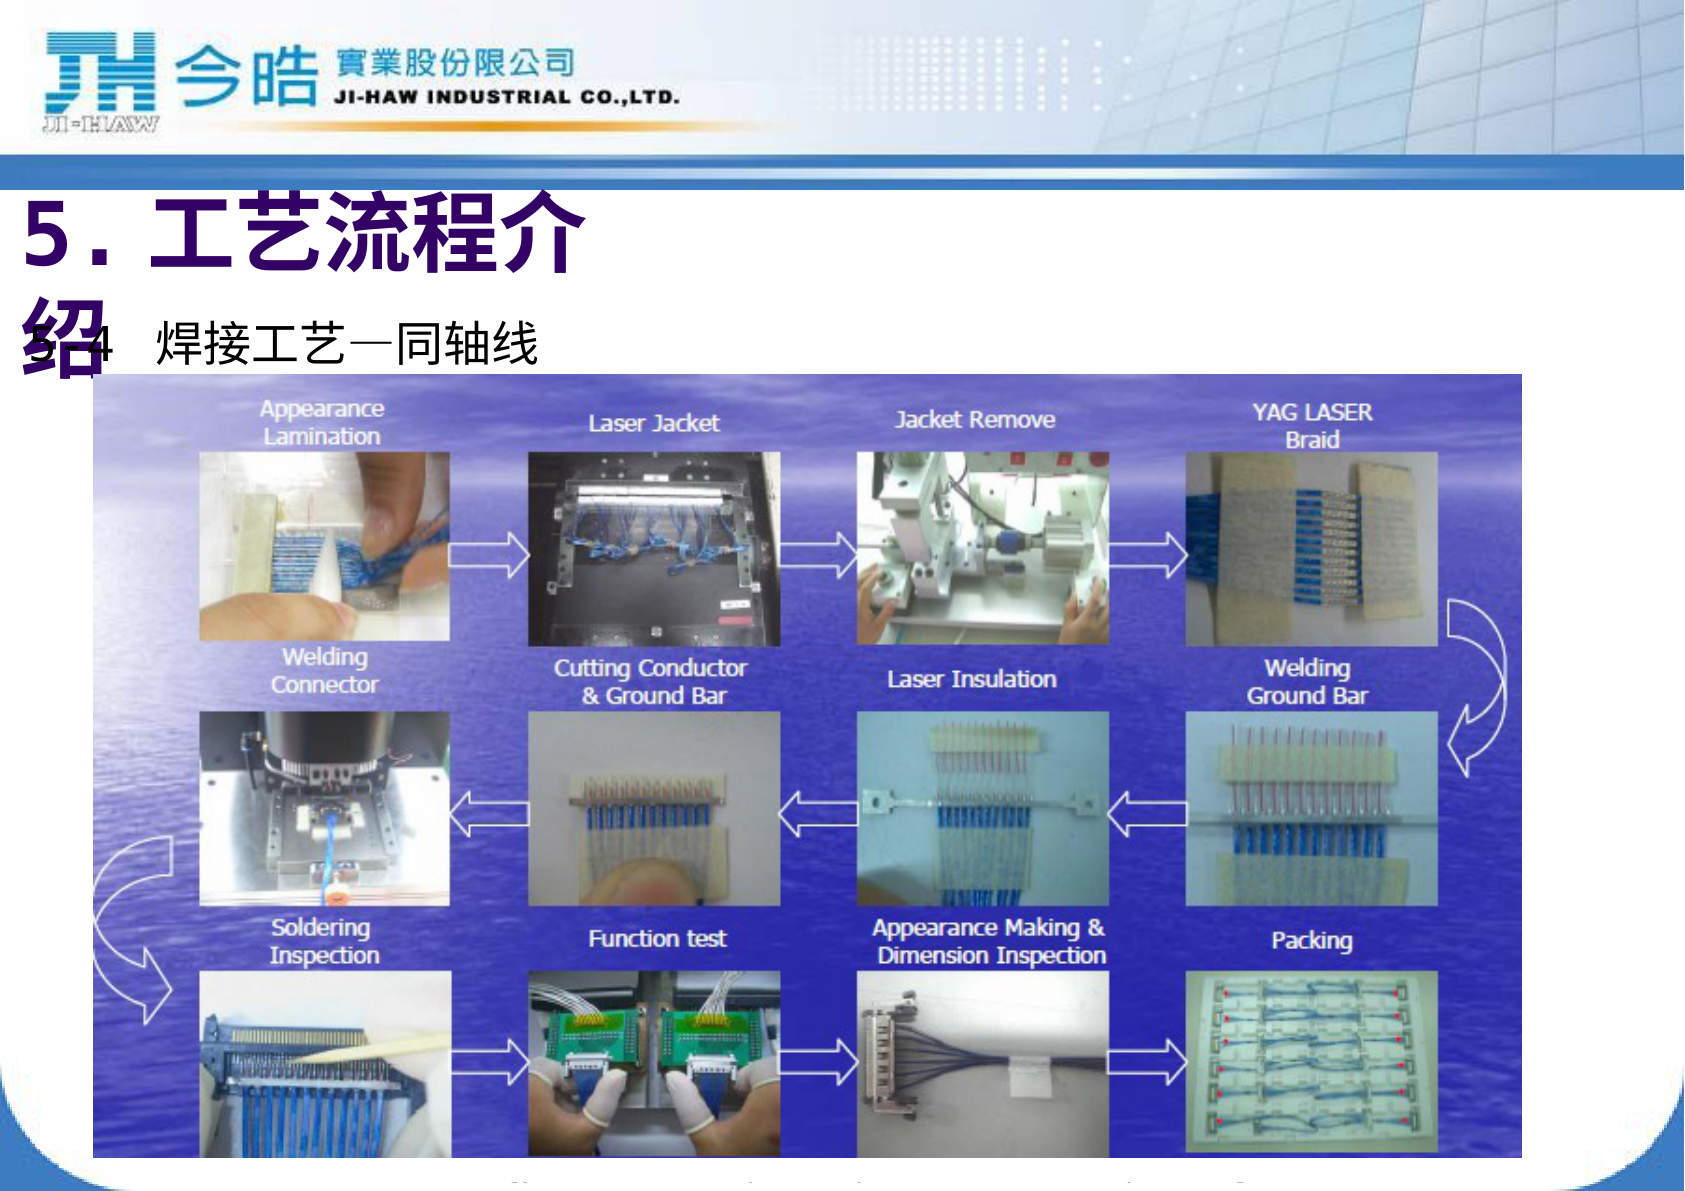 JH 今皓 實業股份限公司
JI-HAW INDUSTRIAL CO.,LTD.
JI-HAW
5. 工艺流程介
绍
5-4 焊接工艺—同轴线
Appearance
Lamination
Laser Jacket
Jacket Remove
YAG LASER
Braid
Welding
Connector
Cutting Conductor
& Ground Bar
Laser Insulation
Welding
Ground Bar
Soldering
Inspection
Function test
Appearance Making &
Dimension Inspection
Packing